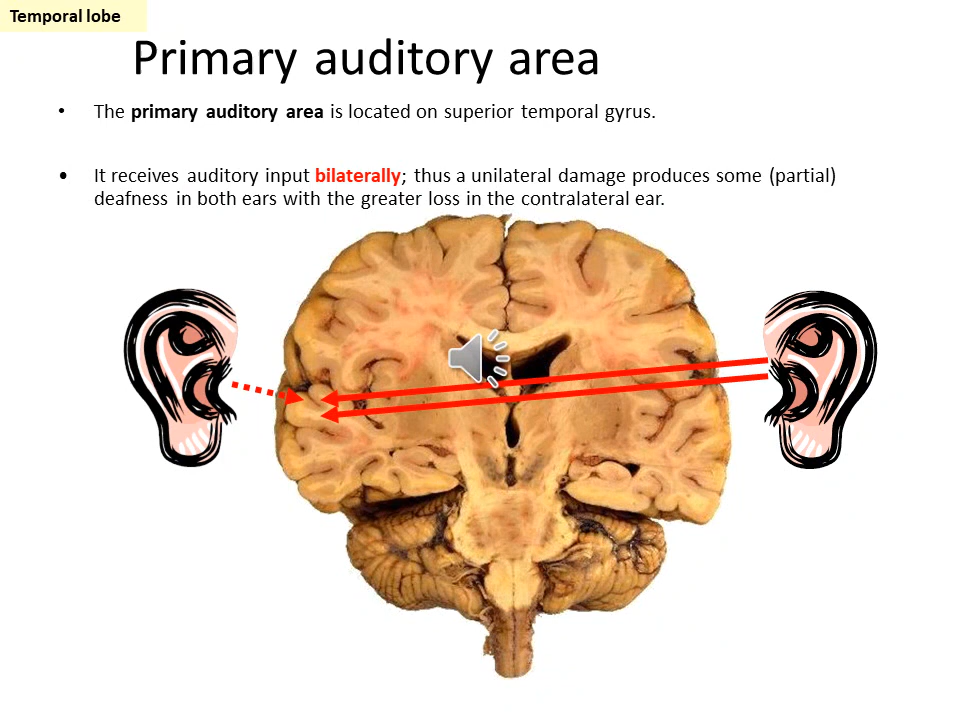 Temporal lobe
Primary auditory area
• The primary auditory area is located on superior temporal gyrus.
• It receives auditory input bilaterally; thus a unilateral damage produces some (partial)
deafness in both ears with the greater loss in the contralateral ear.